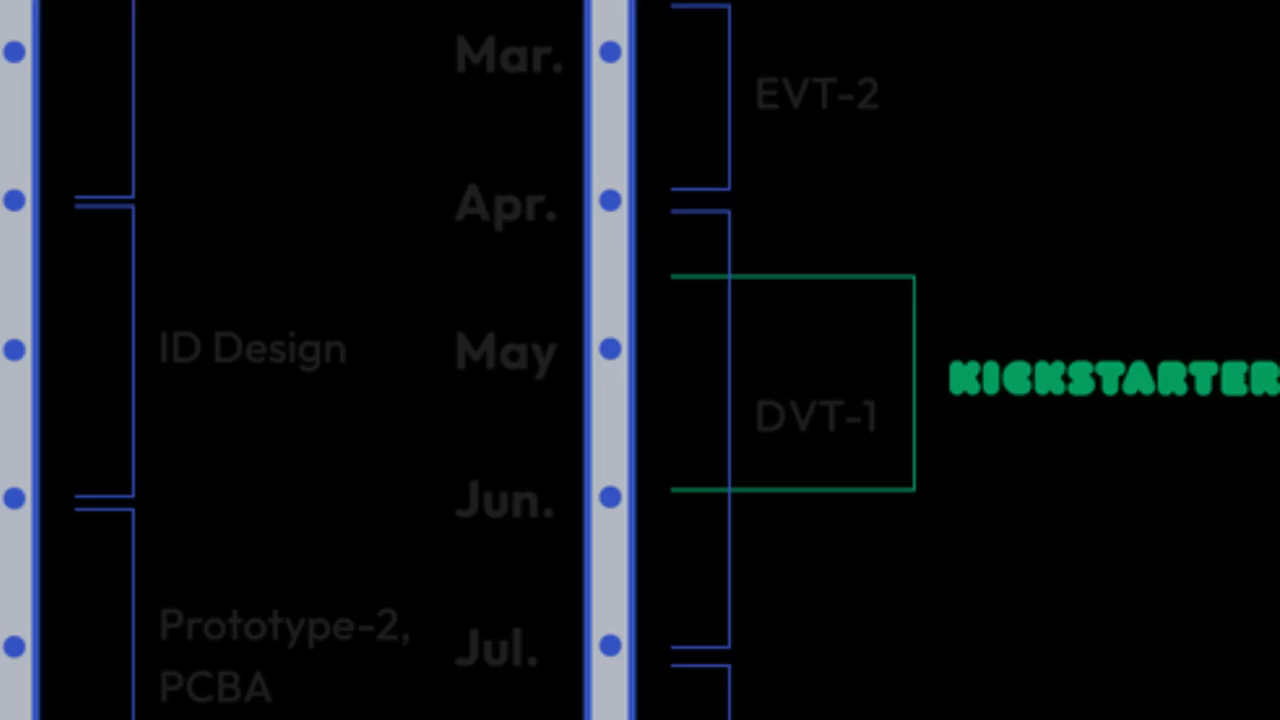 Mar.
EVT-2
Apr.
ID Design
May
KICKSTARTER
DVT-1
Jun.
Prototype-2,
PCBA
Jul.